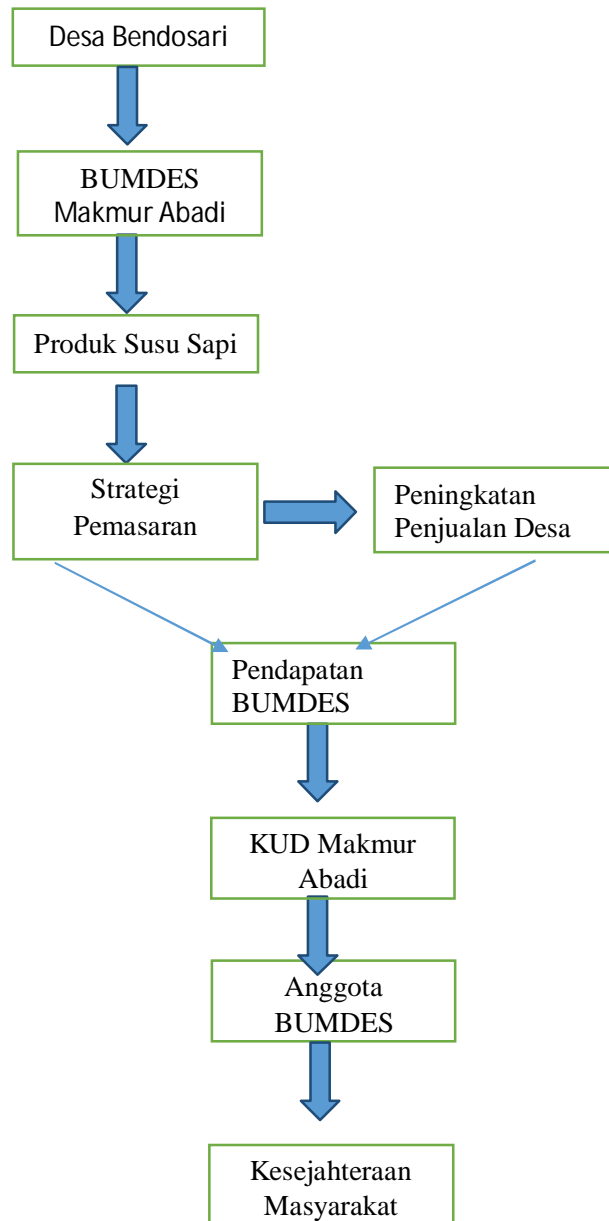 Desa Bendosari
BUMDES
Makmur Abadi
Produk Susu Sapi
Strategi
Pemasaran
Peningkatan
Penjualan Desa
Pendapatan
BUMDES
KUD Makmur
Abadi
Anggota
BUMDES
Kesejahteraan
Masyarakat